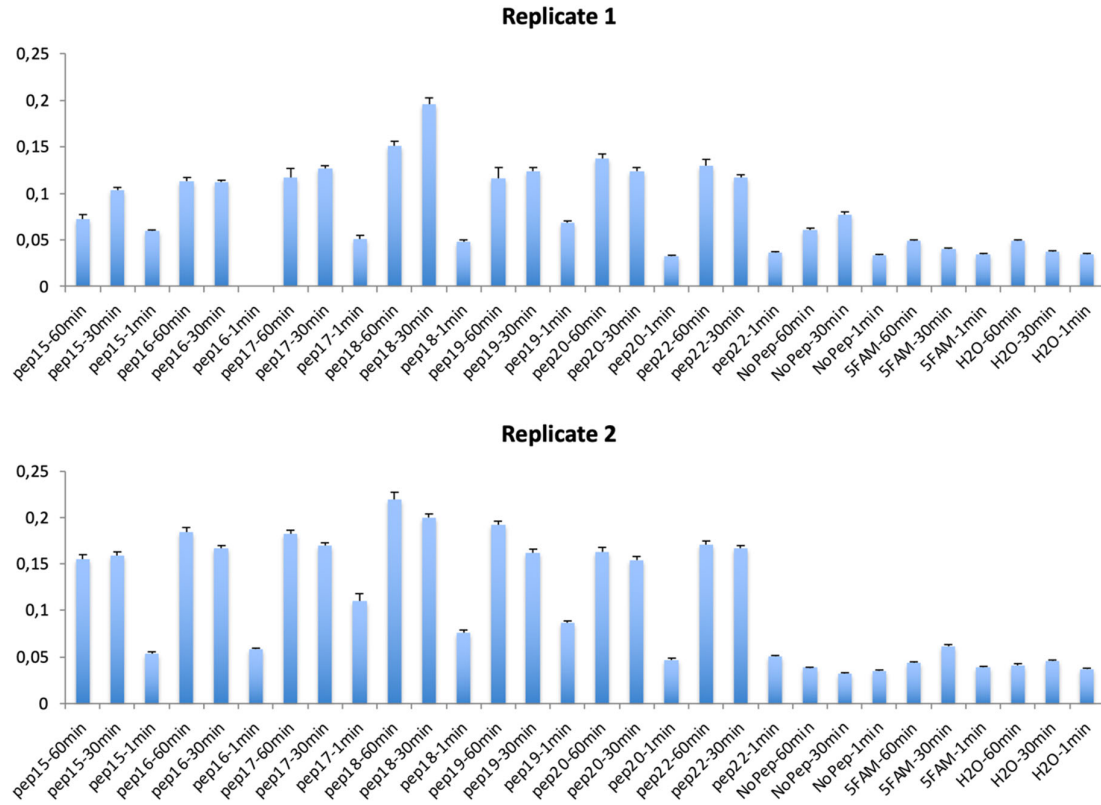 Replicate 1
0,25
0,2
0,15
0,1
0,05
0
pep15-60min
pep15-30min
pep15-1min
pep16-60min
pep16-30min
pep16-1min
pep17-60min
pep17-30min
pep17-1min
pep18-60min
pep18-30min
pep18-1min
pep19-60min
pep19-30min
pep19-1min
pep20-60min
pep20-30min
pep20-1min
pep22-60min
pep22-30min
pep22-1min
NoPep-60min
NoPep-30min
NoPep-1min
5FAM-60min
5FAM-30min
5FAM-1min
H2O-60min
H2O-30min
H2O-1min
Replicate 2
0,25
0,2
0,15
0,1
0,05
0
pep15-60min
pep15-30min
pep15-1min
pep16-60min
pep16-30min
pep16-1min
pep17-60min
pep17-30min
pep17-1min
pep18-60min
pep18-30min
pep18-1min
pep19-60min
pep19-30min
pep19-1min
pep20-60min
pep20-30min
pep20-1min
pep22-60min
pep22-30min
pep22-1min
NoPep-60min
NoPep-30min
NoPep-1min
5FAM-60min
5FAM-30min
5FAM-1min
H2O-60min
H2O-30min
H2O-1min